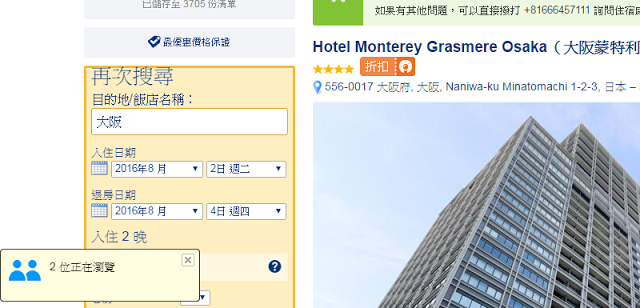 已儲存至 3705 份清單
最優惠價格保證
再次搜尋
目的地/飯店名稱：
大阪
入住日期
2016年8 月 2日 週二
退房日期
2016年8 月 4日 週四
入住 2 晚
2 位正在瀏覽
如果有其他問題，可以直接撥打 +81666457111 詢問住宿
Hotel Monterey Grasmere Osaka（大阪蒙特利
折扣
556-0017 大阪府, 大阪, Naniwa-ku Minatomachi 1-2-3, 日本 –